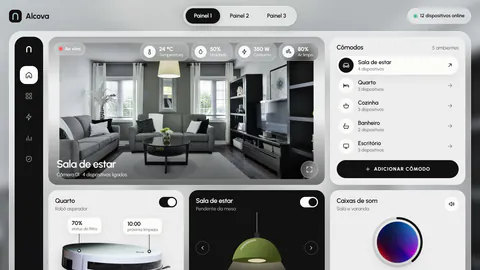 Alcova
Painel 1
Painel 2
Painel 3
12 dispositivos online
Ao vivo
24 °C
50%
350 W
80%
Sala de estar
Câmera 01 · 4 dispositivos ligados
Cômodos
5 ambientes
Sala de estar
4 dispositivos
Quarto
3 dispositivos
Cozinha
Banheiro
2 dispositivos
Escritório
3 dispositivos
+ ADICIONAR CÔMODO
Quarto
Robô aspirador
70%
10:00
próxima limpeza
Sala de estar
Pendente da mesa
Caixas de som
Sala e varanda